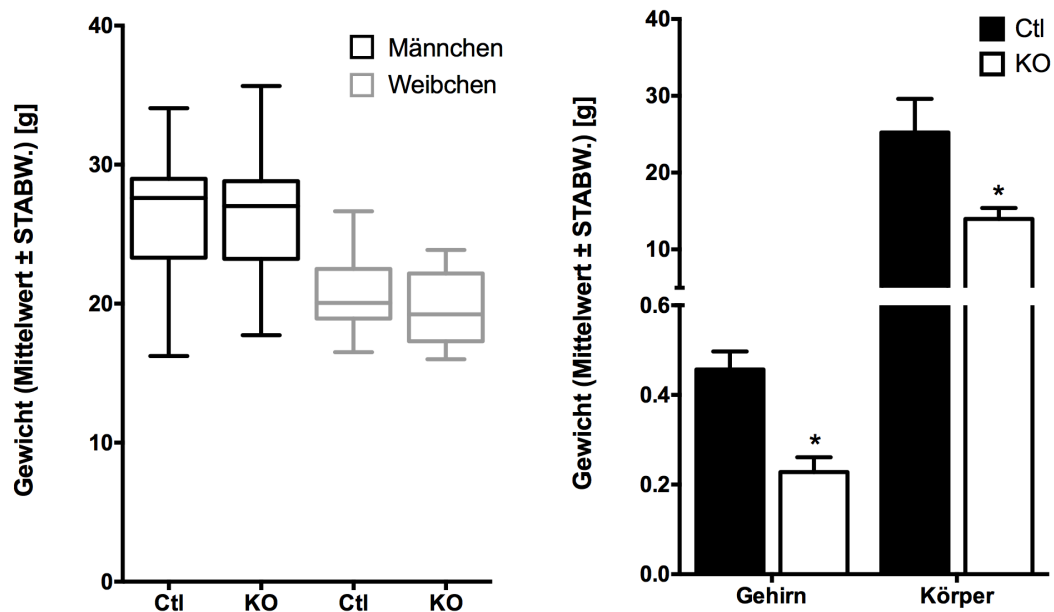 Gewicht (Mittelwert ± STABW.) [g]
40
30
20
10
0
Männchen
Weibchen
Ctl
KO
Ctl
KO
Gewicht (Mittelwert ± STABW.) [g]
40
30
20
10
0.6
0.4
0.2
0.0
Ctl
KO
*
*
Gehirn
Körper